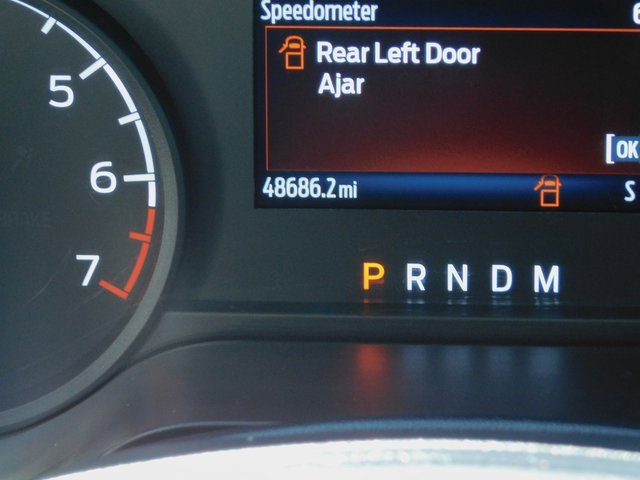 Speedometer
Rear Left Door
Ajar
[OK
48686.2 mi
S
5
6
7
P R N D M